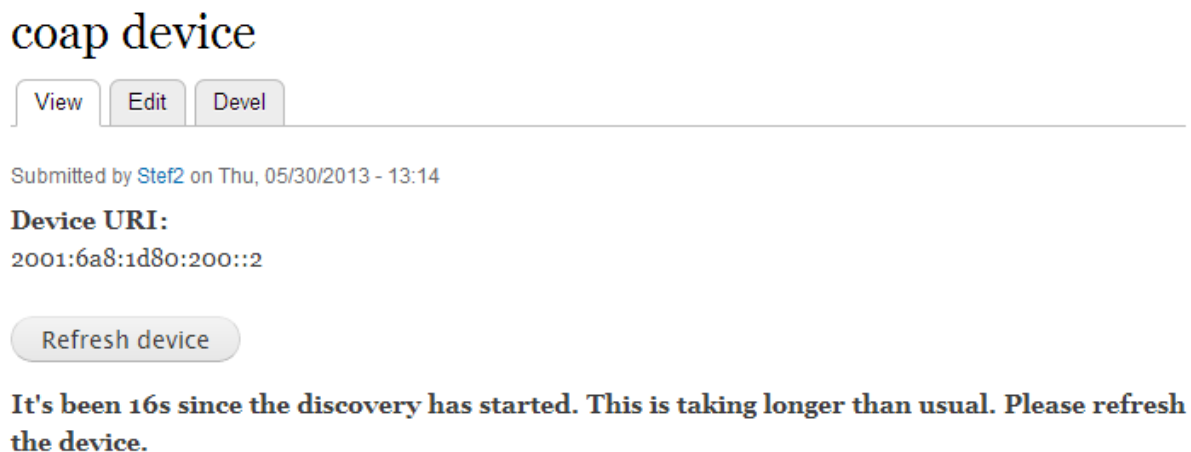 coap device
View Edit Devel
Submitted by Stef2 on Thu, 05/30/2013 - 13:14
Device URI:
2001:6a8:1d80:200::2
Refresh device
It's been 16s since the discovery has started. This is taking longer than usual. Please refresh
the device.